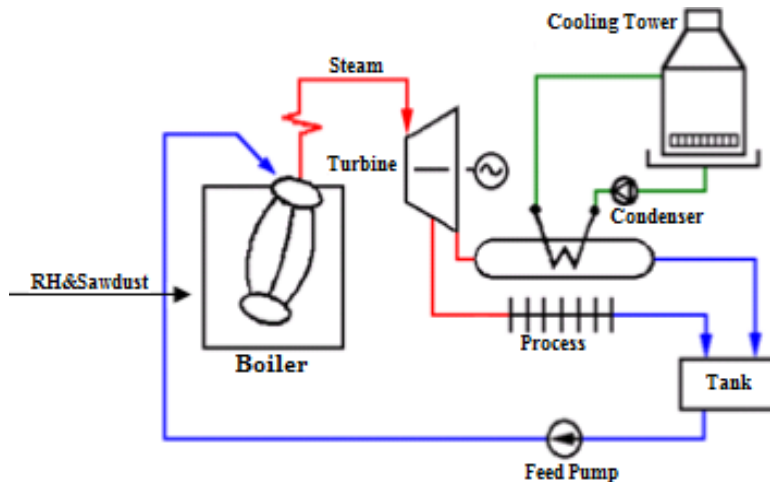 Cooling Tower
Steam
Turbine
Condenser
RH&Sawdust
Process
Boiler
Tank
Feed Pump